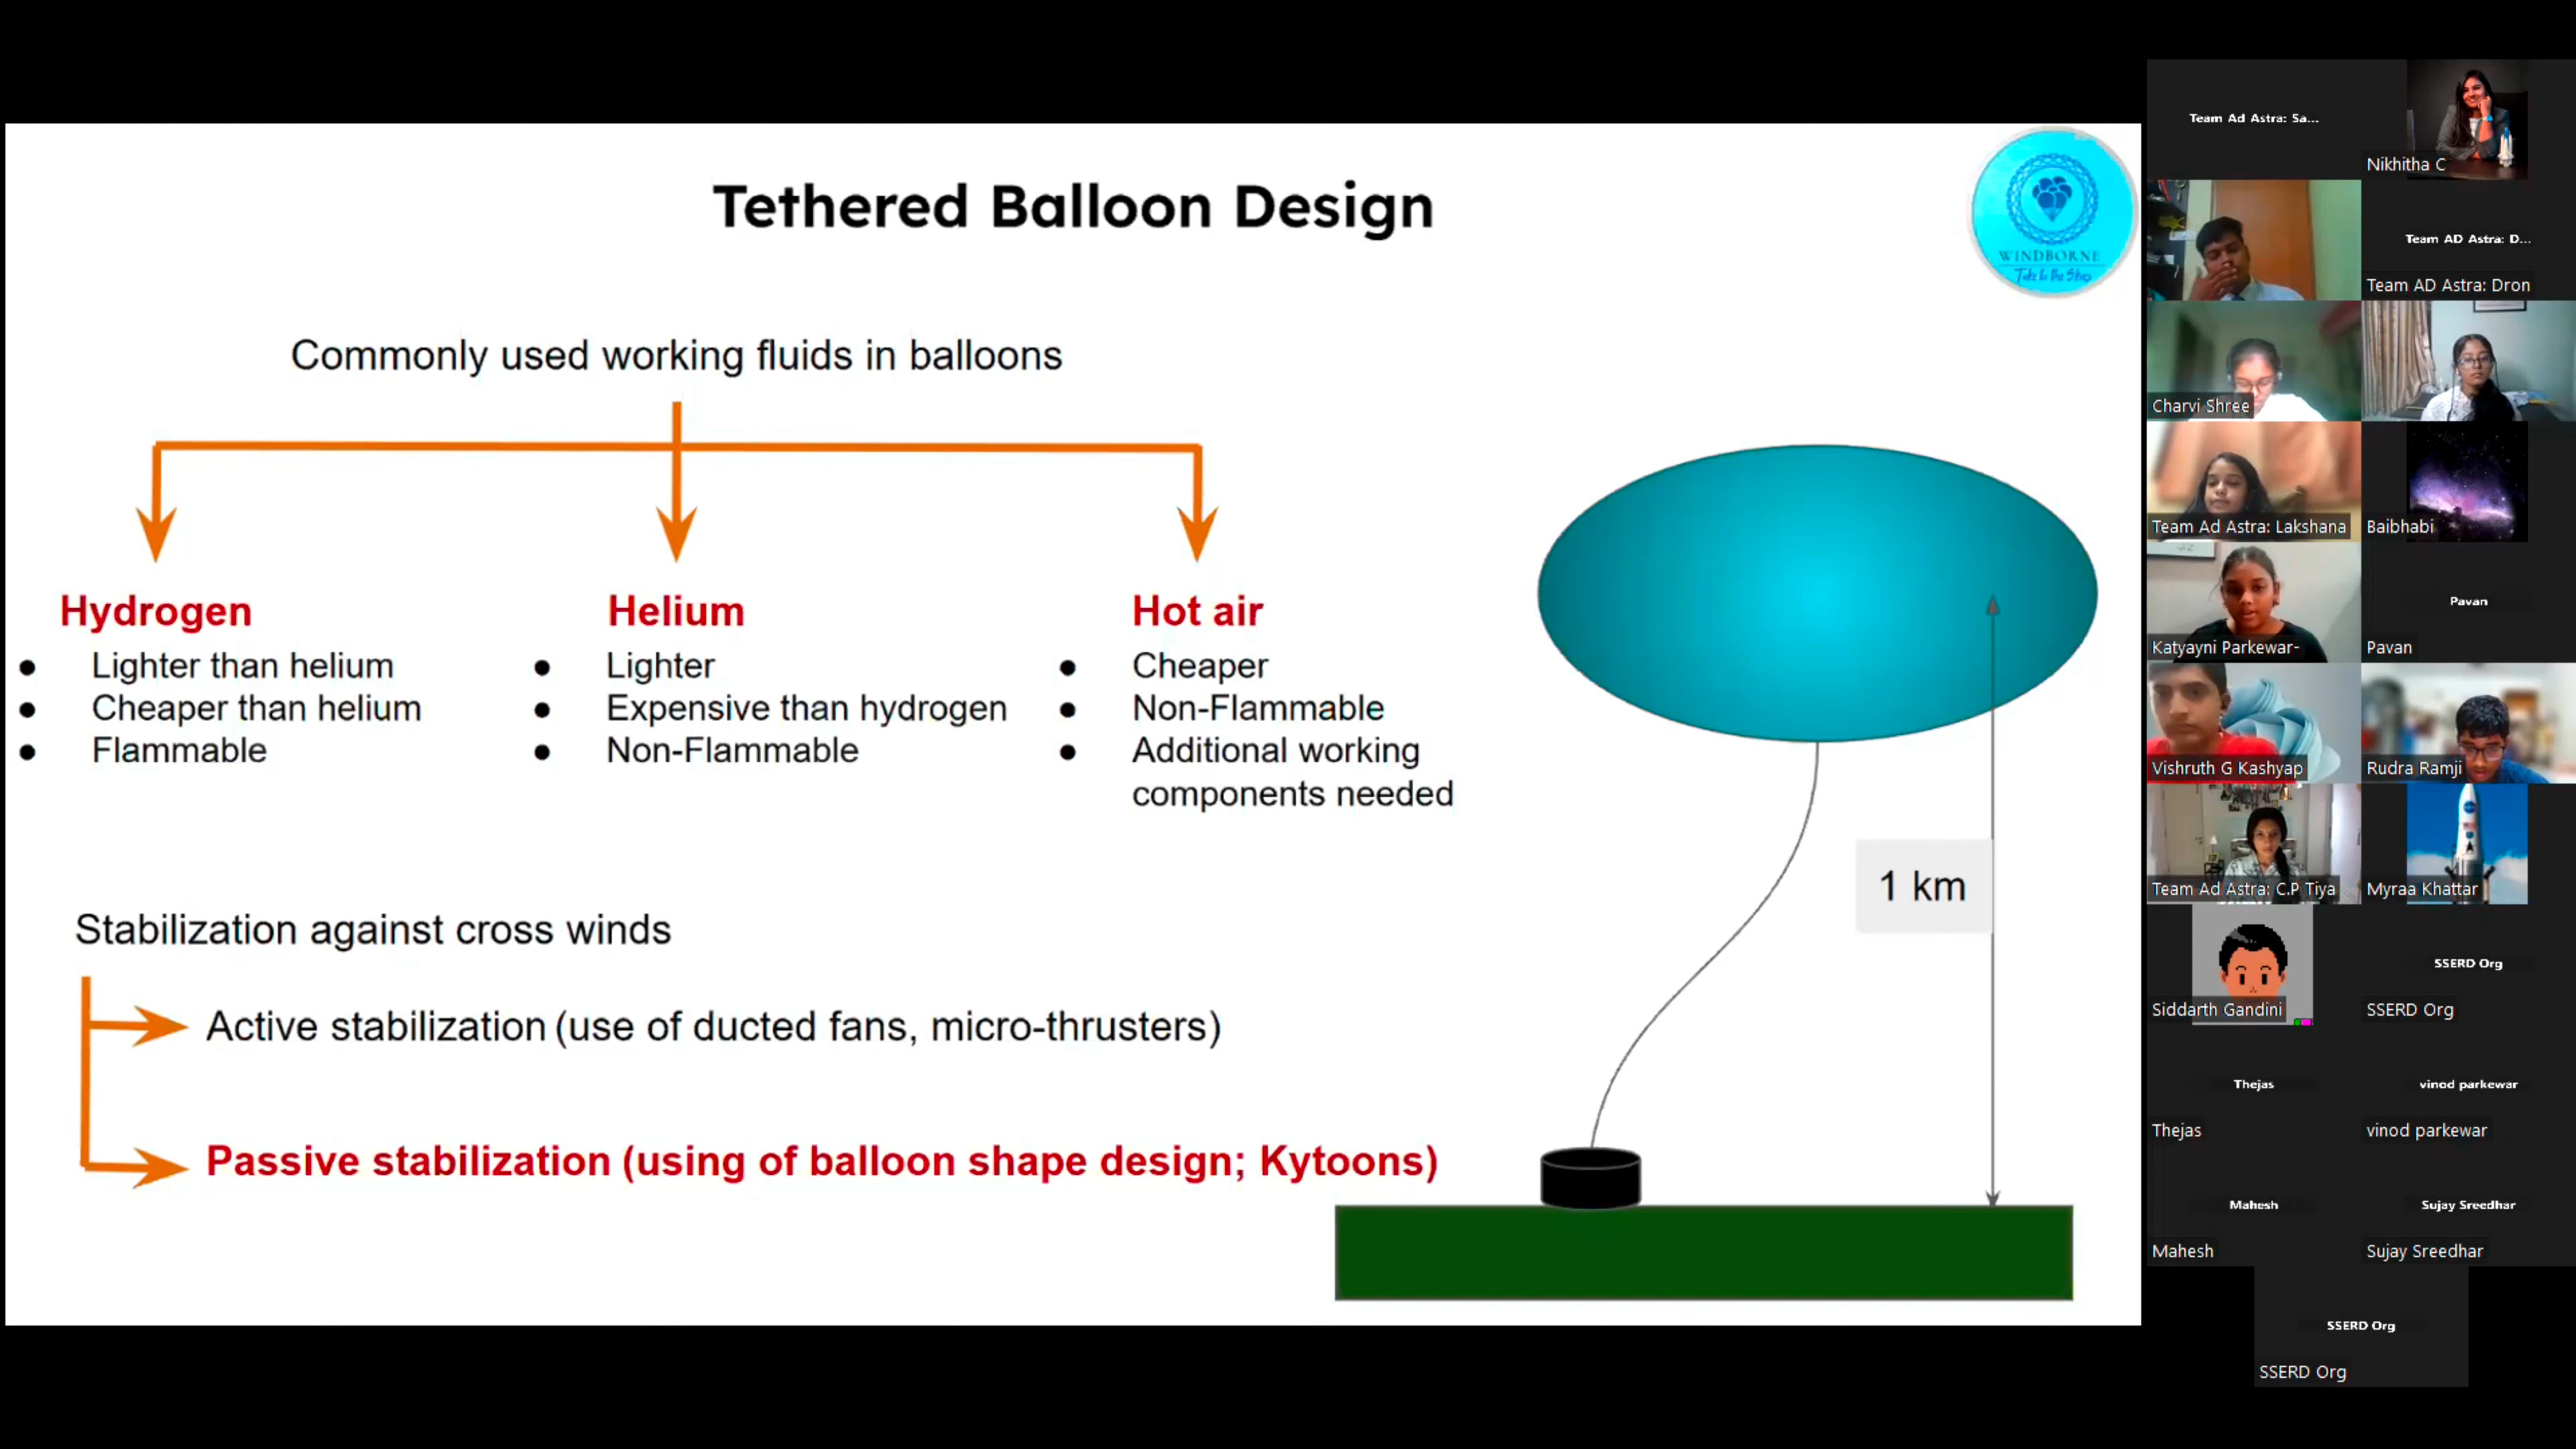 Tethered Balloon Design
WINDBORNE
Commonly used working fluids in balloons
Hydrogen
● Lighter than helium
● Cheaper than helium
● Flammable
Helium
● Lighter
● Expensive than hydrogen
● Non-Flammable
Hot air
● Cheaper
● Non-Flammable
● Additional working
components needed
1 km
Stabilization against cross winds
Active stabilization (use of ducted fans, micro-thrusters)
Passive stabilization (using of balloon shape design; Kytoons)
Team Ad Astra: Sa...
Nikhitha C
Team AD Astra: D...
Team AD Astra: Dron
Charvi Shree
Team Ad Astra: Lakshana
Baibhabi
Katyayni Parkewar-
Pavan
Pavan
Vishruth G Kashyap
Rudra Ramji
Team Ad Astra: C.P Tiya
Myraa Khattar
Siddarth Gandini
SSERD Org
SSERD Org
Thejas
Thejas
vinod parkewar
vinod parkewar
Mahesh
Mahesh
Sujay Sreedhar
Sujay Sreedhar
SSERD Org
SSERD Org